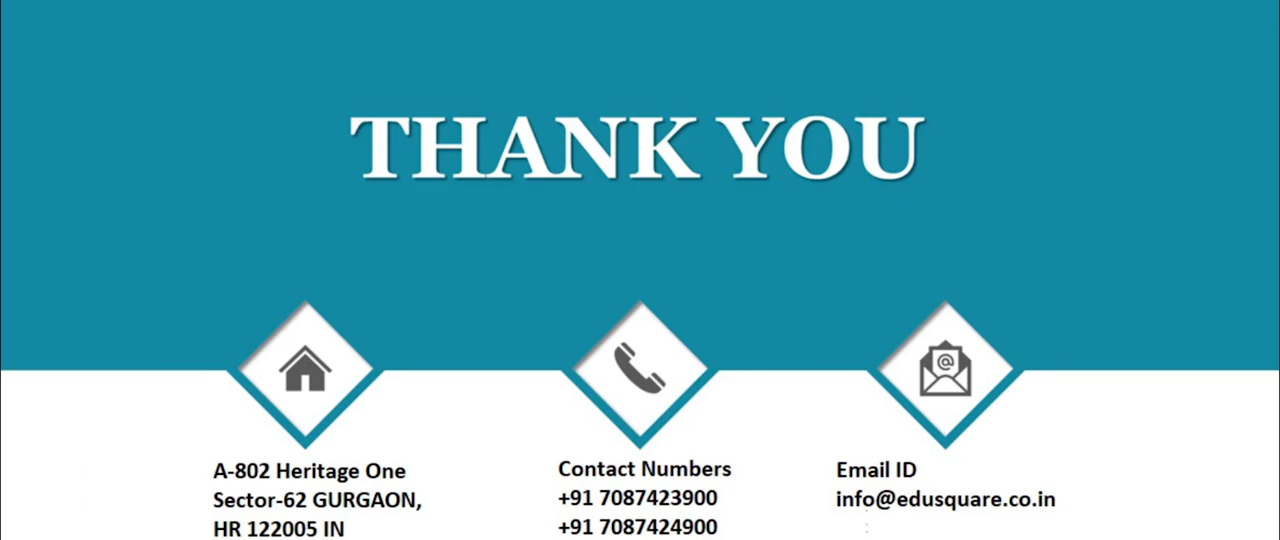 THANK YOU
A-802 Heritage One
Sector-62 GURGAON,
HR 122005 IN
Contact Numbers
+91 7087423900
+91 7087424900
Email ID
info@edusquare.co.in